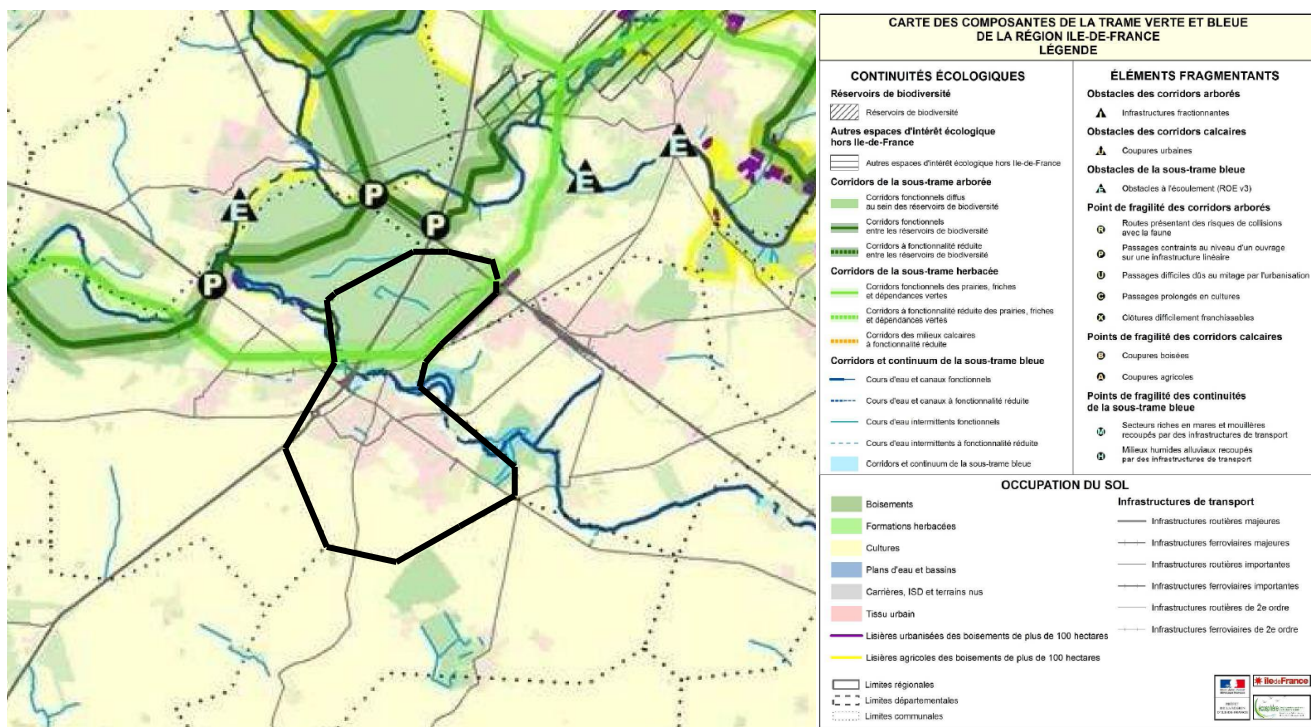 E
P
P
P
E
E
CARTE DES COMPOSANTES DE LA TRAME VERTE ET BLEUE
DE LA RÉGION ILE-DE-FRANCE
LÉGENDE
CONTINUITÉS ÉCOLOGIQUES
Réservoirs de biodiversité
Réservoirs de biodiversité
Autres espaces d'intérêt écologique
hors Ile-de-France
Autres espaces d'intérêt écologique hors Ile-de-France
Corridors de la sous-trame arborée
Corridors fonctionnels diffus
au sein des réservoirs de biodiversité
Corridors fonctionnels
entre les réservoirs de biodiversité
Corridors à fonctionnalité réduite
entre les réservoirs de biodiversité
Corridors de la sous-trame herbacée
Corridors fonctionnels des prairies, friches
et dépendances vertes
Corridors à fonctionnalité réduite des prairies, friches
et dépendances vertes
Corridors des milieux calcaires
à fonctionnalité réduite
Corridors et continuum de la sous-trame bleue
Cours d'eau et canaux fonctionnels
Cours d'eau et canaux à fonctionnalité réduite
Cours d'eau intermittents fonctionnels
Cours d'eau intermittents à fonctionnalité réduite
Corridors et continuum de la sous-trame bleue
ÉLÉMENTS FRAGMENTANTS
Obstacles des corridors arborés
Infrastructures fractionnantes
Obstacles des corridors calcaires
Coupures urbaines
Obstacles de la sous-trame bleue
E
Obstacles à l'écoulement (ROE v3)
Point de fragilité des corridors arborés
R
Routes présentant des risques de collisions
avec la faune
P
Passages contraints au niveau d'un ouvrage
sur une infrastructure linéaire
U
Passages difficiles dûs au mitage par l'urbanisation
C
Passages prolongés en cultures
X
Clôtures difficilement franchissables
Points de fragilité des corridors calcaires
B
Coupures boisées
A
Coupures agricoles
Points de fragilité des continuités
de la sous-trame bleue
M
Secteurs riches en mares et mouillères
recoupés par des infrastructures de transport
H
Milieux humides alluviaux recoupés
par des infrastructures de transport
OCCUPATION DU SOL
Boisements
Formations herbacées
Cultures
Plans d'eau et bassins
Carrières, ISD et terrains nus
Tissu urbain
Lisières urbanisées des boisements de plus de 100 hectares
Lisières agricoles des boisements de plus de 100 hectares
Limites régionales
Limites départementales
Limites communales
Infrastructures de transport
Infrastructures routières majeures
Infrastructures ferroviaires majeures
Infrastructures routières importantes
Infrastructures ferroviaires importantes
Infrastructures routières de 2e ordre
Infrastructures ferroviaires de 2e ordre
îledeFrance